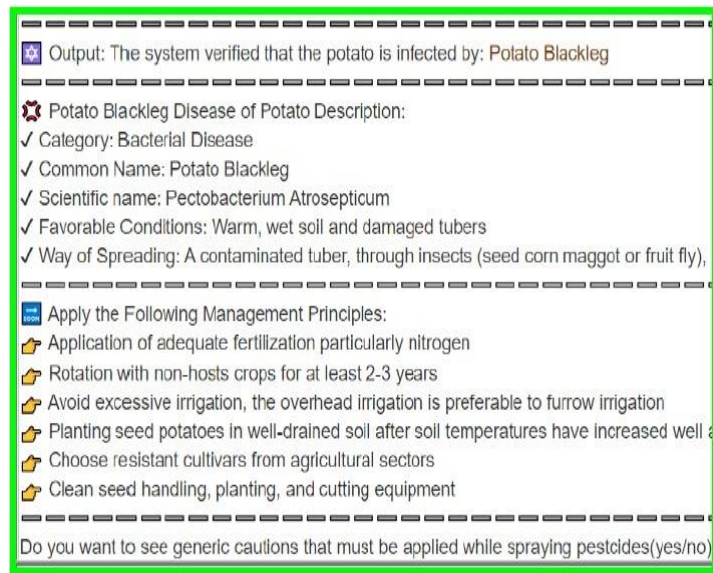 Output: The system verified that the potato is infected by: Potato Blackleg
Potato Blackleg Disease of Potato Description:
✓ Category: Bacterial Disease
✓ Common Name: Potato Blackleg
✓ Scientific name: Pectobacterium Atrosepticum
✓ Favorable Conditions: Warm, wet soil and damaged tubers
✓ Way of Spreading: A contaminated tuber, through insects (seed corn maggot or fruit fly),
Apply the Following Management Principles:
Application of adequate fertilization particularly nitrogen
Rotation with non-hosts crops for at least 2-3 years
Avoid excessive irrigation, the overhead irrigation is preferable to furrow irrigation
Planting seed potatoes in well-drained soil after soil temperatures have increased well
Choose resistant cultivars from agricultural sectors
Clean seed handling, planting, and cutting equipment
Do you want to see generic cautions that must be applied while spraying pestcides(yes/no)